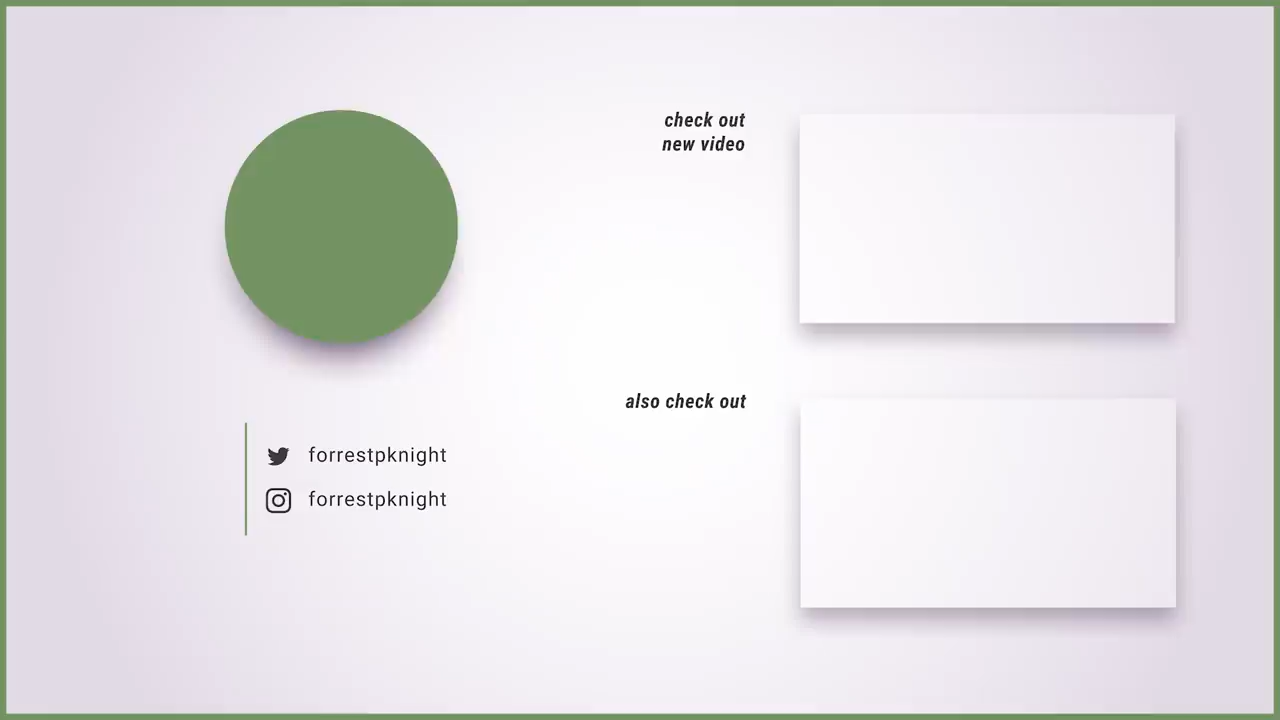 check out
new video
also check out
forrestpknight
forrestpknight